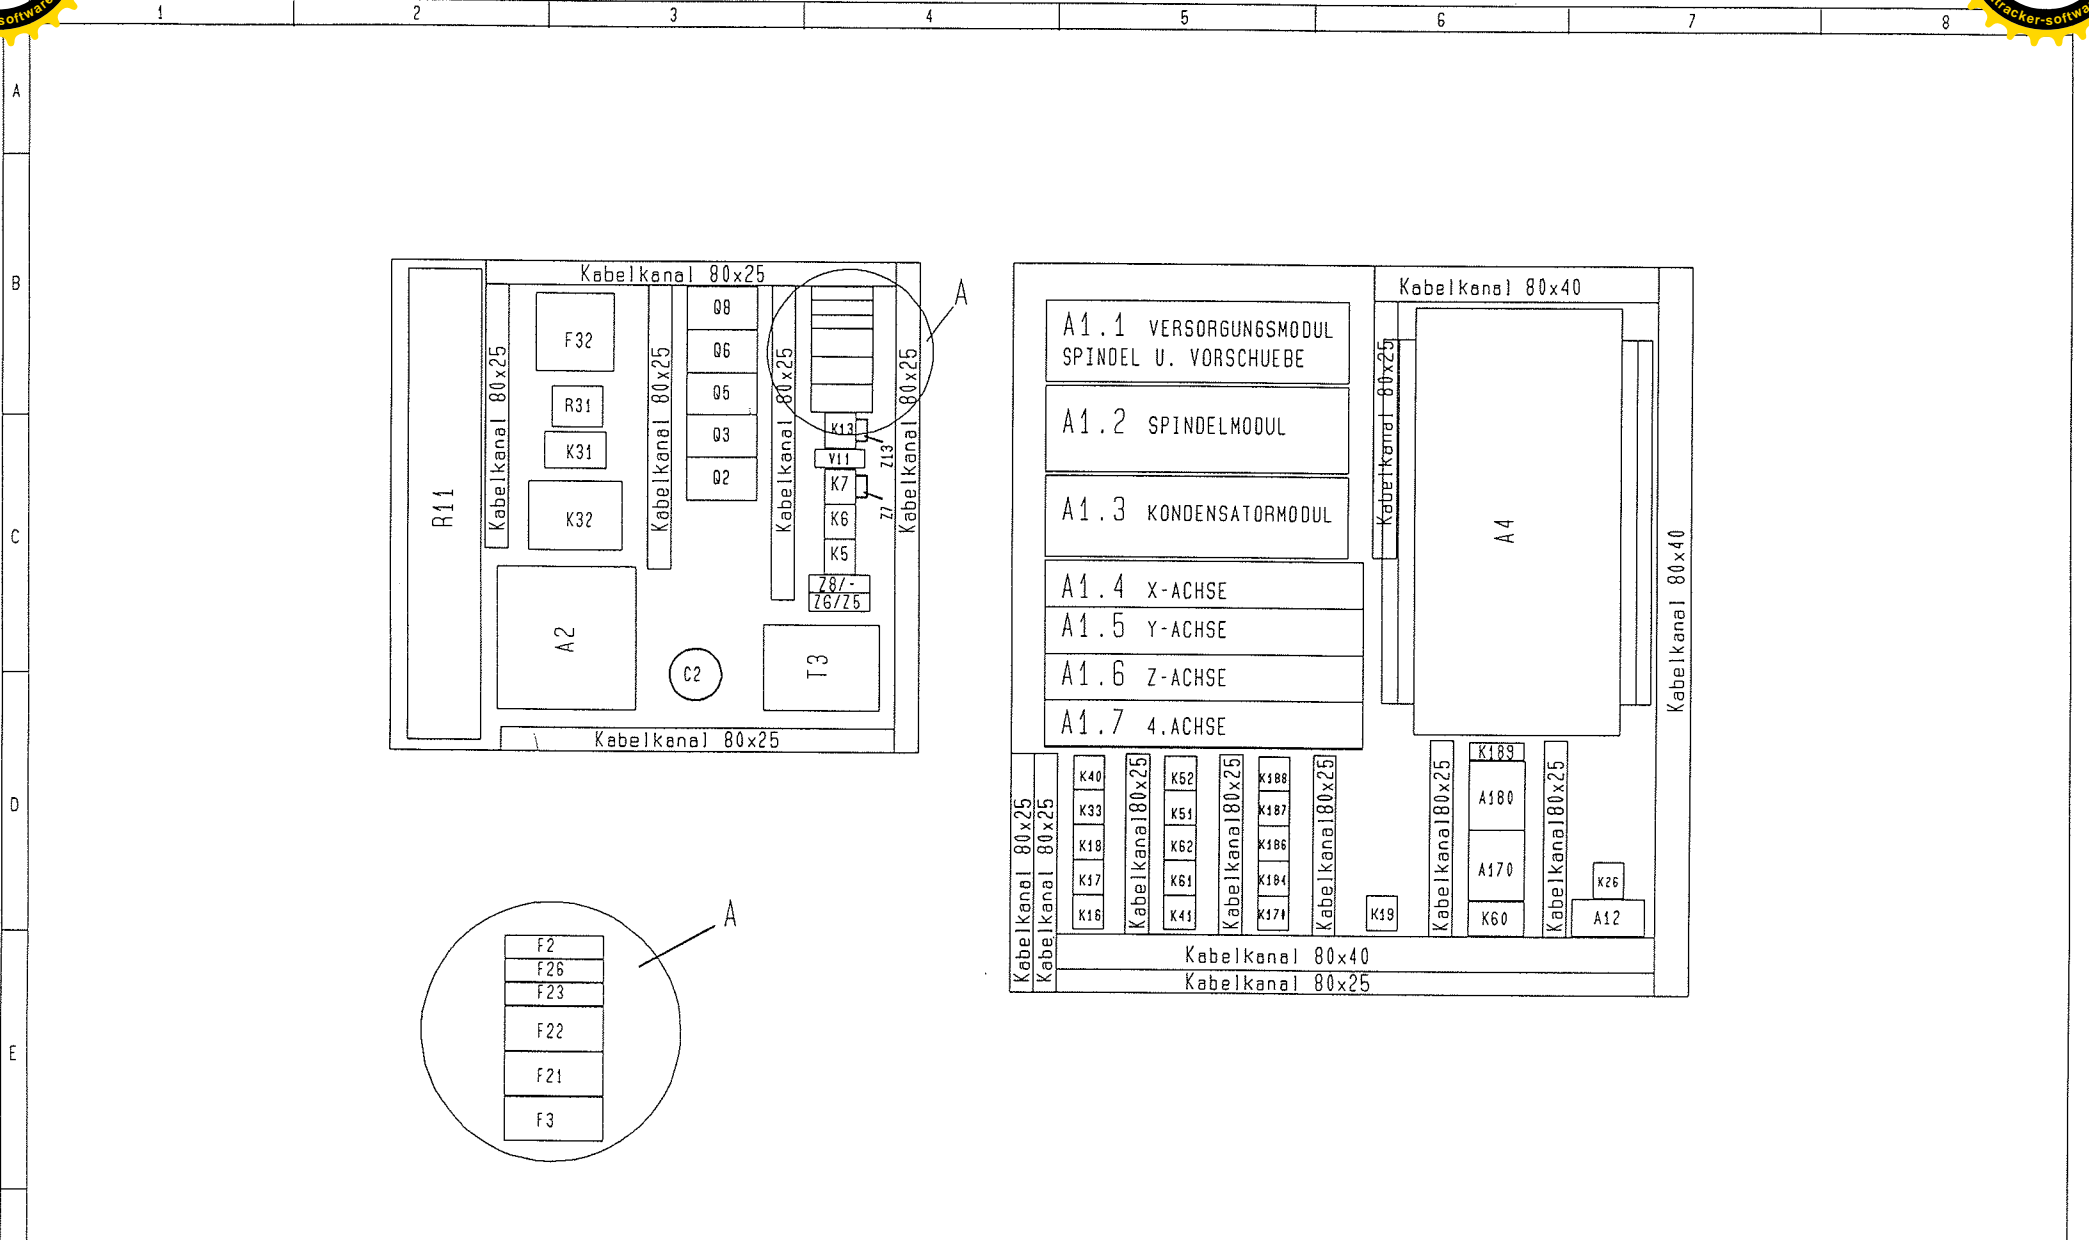 software
tracker-softwa
1 2 3 4 5 6 7 8
A
B
C
D
E
Kabelkanal 80x25
R11
Kabelkanal 80x25
F32
R31
K31
K32
A2
Kabelkanal 80x25
Q8
Q6
Q5
Q3
Q2
C2
Kabelkanal 80x25
A
K13
Z13
V11
K7
Z7
K6
K5
Z8/-
Z6/Z5
T3
Kabelkanal 80x25
Kabelkanal 80x25
A
F2
F26
F23
F22
F21
F3
A1.1 VERSORGUNGSMODUL
SPINDEL U. VORSCHUEBE
A1.2 SPINDELMODUL
A1.3 KONDENSATORMODUL
A1.4 X-ACHSE
A1.5 Y-ACHSE
A1.6 Z-ACHSE
A1.7 4.ACHSE
Kabelkanal 80x40
Kabelkanal 80x25
A4
Kabelkanal 80x40
Kabelkanal 80x25
Kabelkanal 80x25
K40
K33
K18
K17
K16
Kabelkanal80x25
K52
K51
K62
K61
K41
Kabelkanal80x25
K188
K187
K186
K184
Kabelkanal80x25
K19
Kabelkanal80x25
K189
A180
A170
K60
Kabelkanal80x25
K26
A12
Kabelkanal 80x40
Kabelkanal 80x25